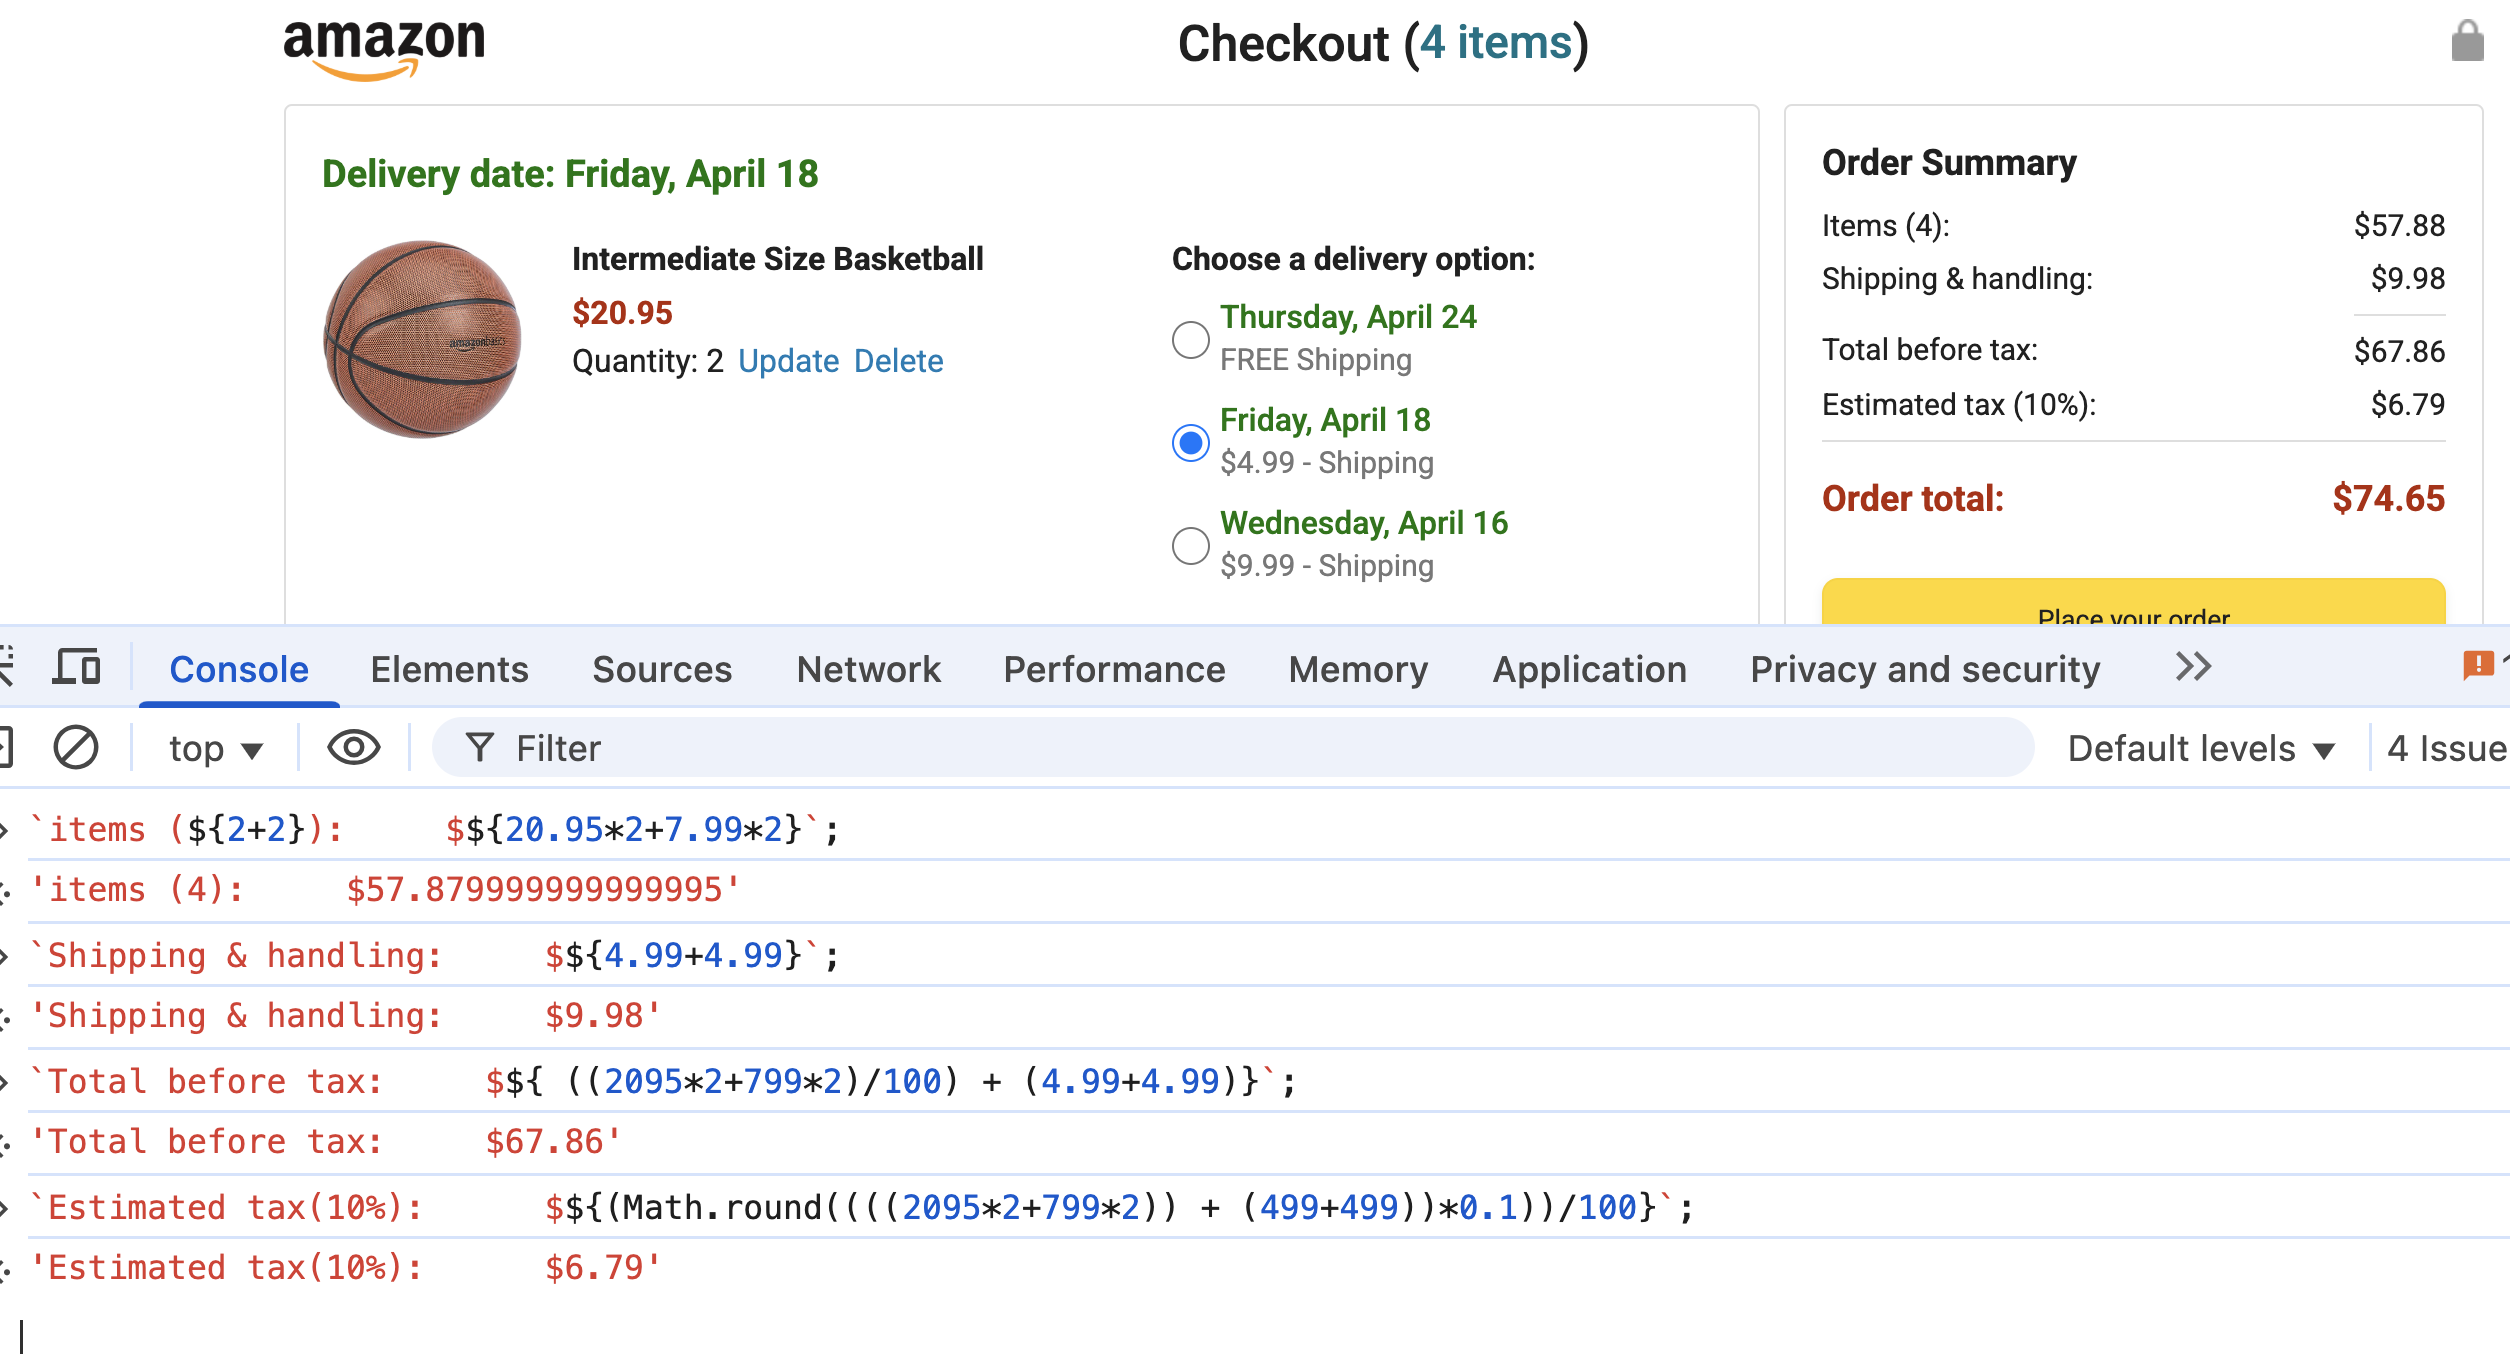 amazon
Checkout (4 items)
Delivery date: Friday, April 18
amazonbasics
Intermediate Size Basketball
$20.95
Quantity: 2 Update Delete
Choose a delivery option:
Thursday, April 24
FREE Shipping
Friday, April 18
$4.99 - Shipping
Wednesday, April 16
$9.99 - Shipping
Order Summary
Items (4): $57.88
Shipping & handling: $9.98
Total before tax: $67.86
Estimated tax (10%): $6.79
Order total: $74.65
Place your order
Console Elements Sources Network Performance Memory Application Privacy and security
top Filter Default levels 4 Issue
`items (${2+2}): $${20.95*2+7.99*2}`;
'items (4): $57.879999999999995'
`Shipping & handling: $${4.99+4.99}`;
'Shipping & handling: $9.98'
`Total before tax: $${ ((2095*2+799*2)/100) + (4.99+4.99)}`;
'Total before tax: $67.86'
`Estimated tax(10%): $${(Math.round((((2095*2+799*2)) + (499+499))*0.1))/100}`;
'Estimated tax(10%): $6.79'